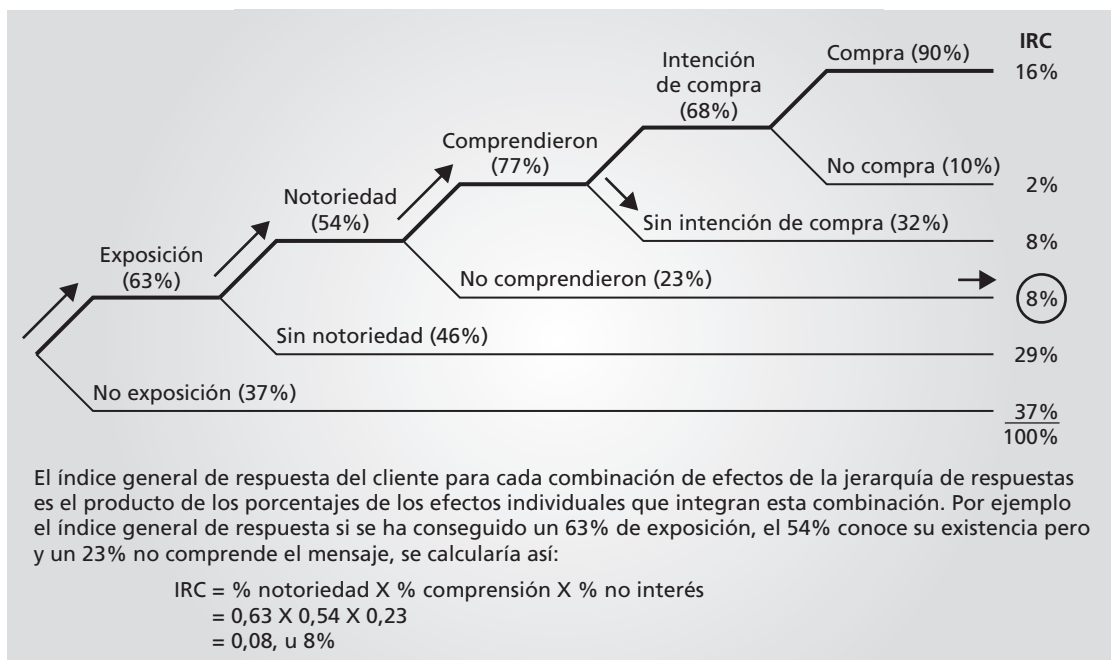 IRC
Compra (90%)
16%
Intención
de compra
(68%)
Comprendieron
(77%)
No compra (10%)
2%
Notoriedad
(54%)
Sin intención de compra (32%)
8%
Exposición
(63%)
No comprendieron (23%)
8%
Sin notoriedad (46%)
29%
No exposición (37%)
37%
100%
El índice general de respuesta del cliente para cada combinación de efectos de la jerarquía de respuestas
es el producto de los porcentajes de los efectos individuales que integran esta combinación. Por ejemplo
el índice general de respuesta si se ha conseguido un 63% de exposición, el 54% conoce su existencia pero
y un 23% no comprende el mensaje, se calcularía así:
IRC = % notoriedad X % comprensión X % no interés
= 0,63 X 0,54 X 0,23
= 0,08, u 8%